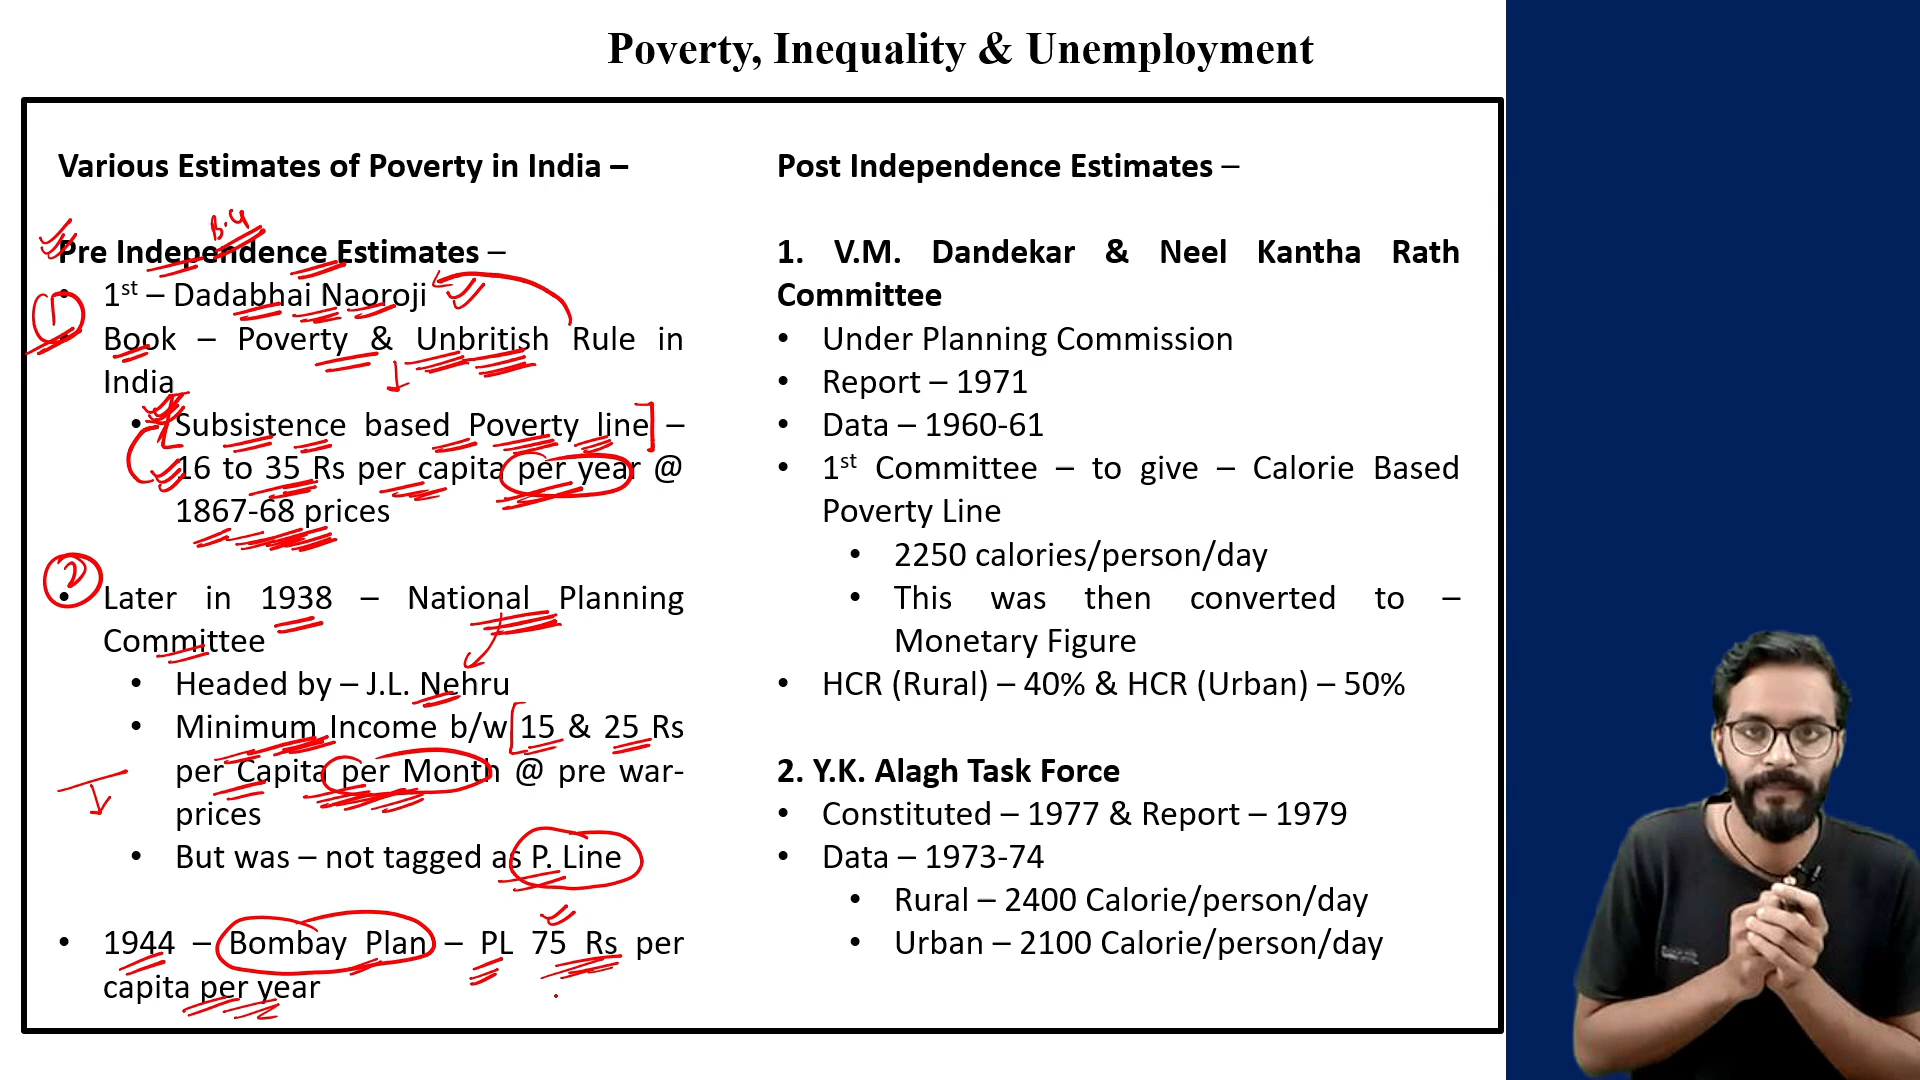 Poverty, Inequality & Unemployment
Various Estimates of Poverty in India –
B.4
Pre Independence Estimates –
• 1st – Dadabhai Naoroji
1
• Book – Poverty & Unbritish Rule in
India
• Subsistence based Poverty line –
16 to 35 Rs per capita per year @
1867-68 prices
2
• Later in 1938 – National Planning
Committee
• Headed by – J.L. Nehru
• Minimum Income b/w 15 & 25 Rs
per Capita per Month @ pre war-
prices
• But was – not tagged as P. Line
• 1944 – Bombay Plan – PL 75 Rs per
capita per year
Post Independence Estimates –
1. V.M. Dandekar & Neel Kantha Rath
Committee
• Under Planning Commission
• Report – 1971
• Data – 1960-61
• 1st Committee – to give – Calorie Based
Poverty Line
• 2250 calories/person/day
• This was then converted to –
Monetary Figure
• HCR (Rural) – 40% & HCR (Urban) – 50%
2. Y.K. Alagh Task Force
• Constituted – 1977 & Report – 1979
• Data – 1973-74
• Rural – 2400 Calorie/person/day
• Urban – 2100 Calorie/person/day